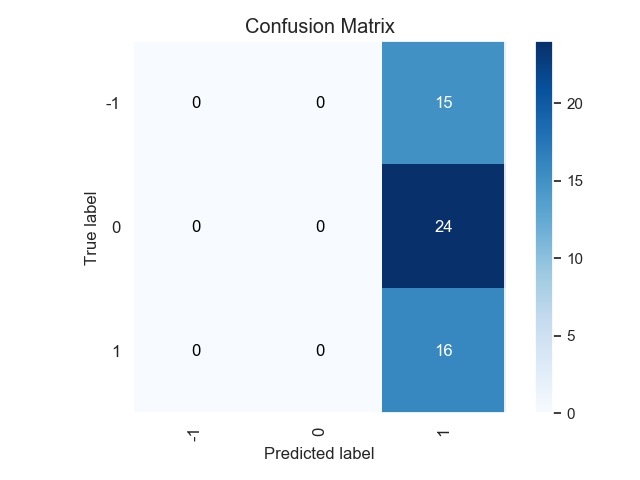 Confusion Matrix
True label
-1 0 0 15
0 0 0 24
1 0 0 16
-1 0 1
Predicted label
20
15
10
5
0